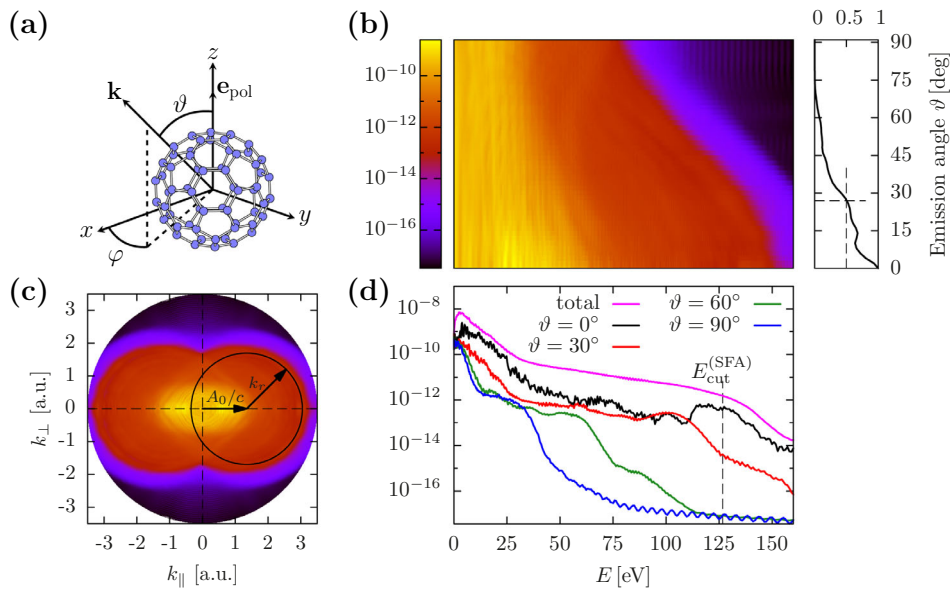 (a)
z
k
ϑ
e_pol
x
y
φ
(b)
10^−10
10^−12
10^−14
10^−16
0 0.5 1
90
75
60
45
30
15
0
Emission angle ϑ [deg]
(c)
3
2
1
0
-1
-2
-3
k_⊥ [a.u.]
A_0/c
k_r
-3 -2 -1 0 1 2 3
k_∥ [a.u.]
(d)
10^−8
10^−10
10^−12
10^−14
10^−16
total
ϑ = 0°
ϑ = 30°
ϑ = 60°
ϑ = 90°
E_cut^(SFA)
0 25 50 75 100 125 150
E [eV]